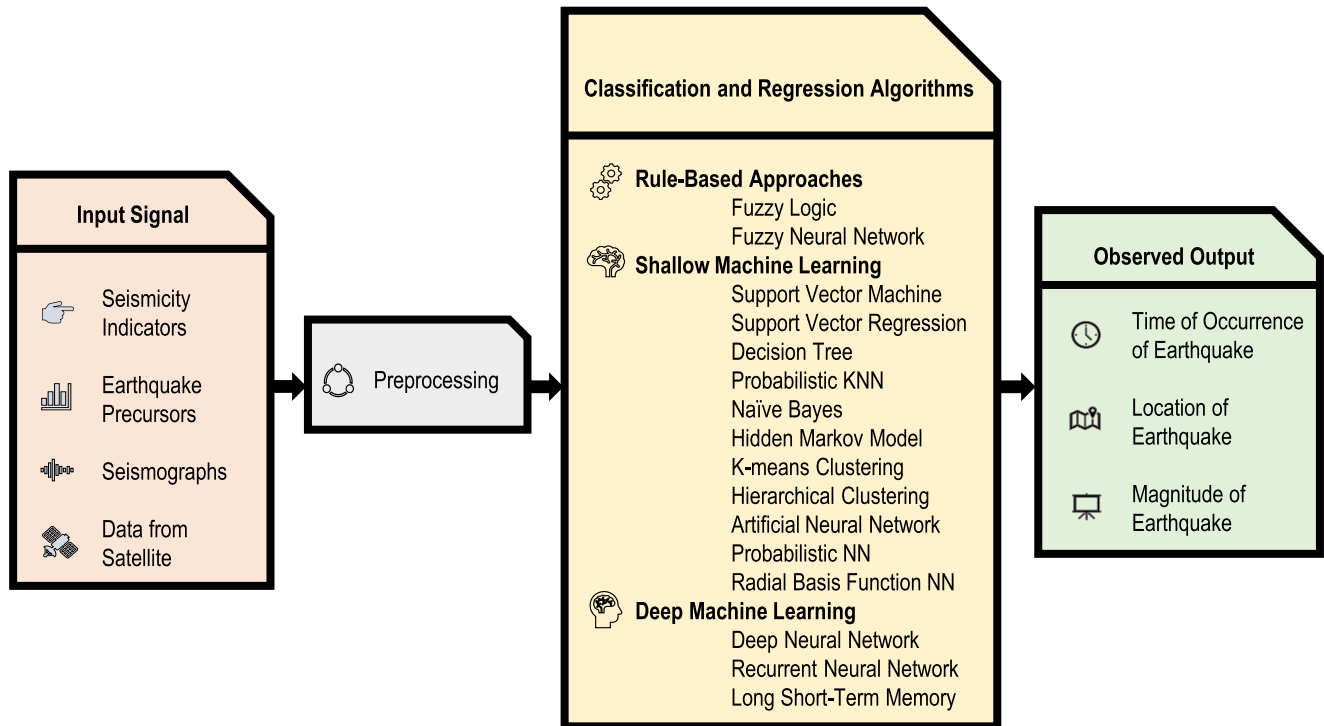 Input Signal
Seismicity
Indicators
Earthquake
Precursors
Seismographs
Data from
Satellite
Preprocessing
Classification and Regression Algorithms
Rule-Based Approaches
Fuzzy Logic
Fuzzy Neural Network
Shallow Machine Learning
Support Vector Machine
Support Vector Regression
Decision Tree
Probabilistic KNN
Naïve Bayes
Hidden Markov Model
K-means Clustering
Hierarchical Clustering
Artificial Neural Network
Probabilistic NN
Radial Basis Function NN
Deep Machine Learning
Deep Neural Network
Recurrent Neural Network
Long Short-Term Memory
Observed Output
Time of Occurrence
of Earthquake
Location of
Earthquake
Magnitude of
Earthquake